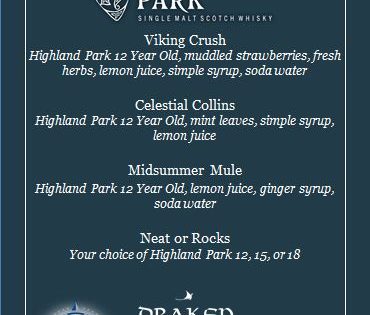 PARK
SINGLE MALT SCOTCH WHISKY
Viking Crush
Highland Park 12 Year Old, muddled strawberries, fresh
herbs, lemon juice, simple syrup, soda water
Celestial Collins
Highland Park 12 Year Old, mint leaves, simple syrup,
lemon juice
Midsummer Mule
Highland Park 12 Year Old, lemon juice, ginger syrup,
soda water
Neat or Rocks
Your choice of Highland Park 12, 15, or 18
DRAKEN